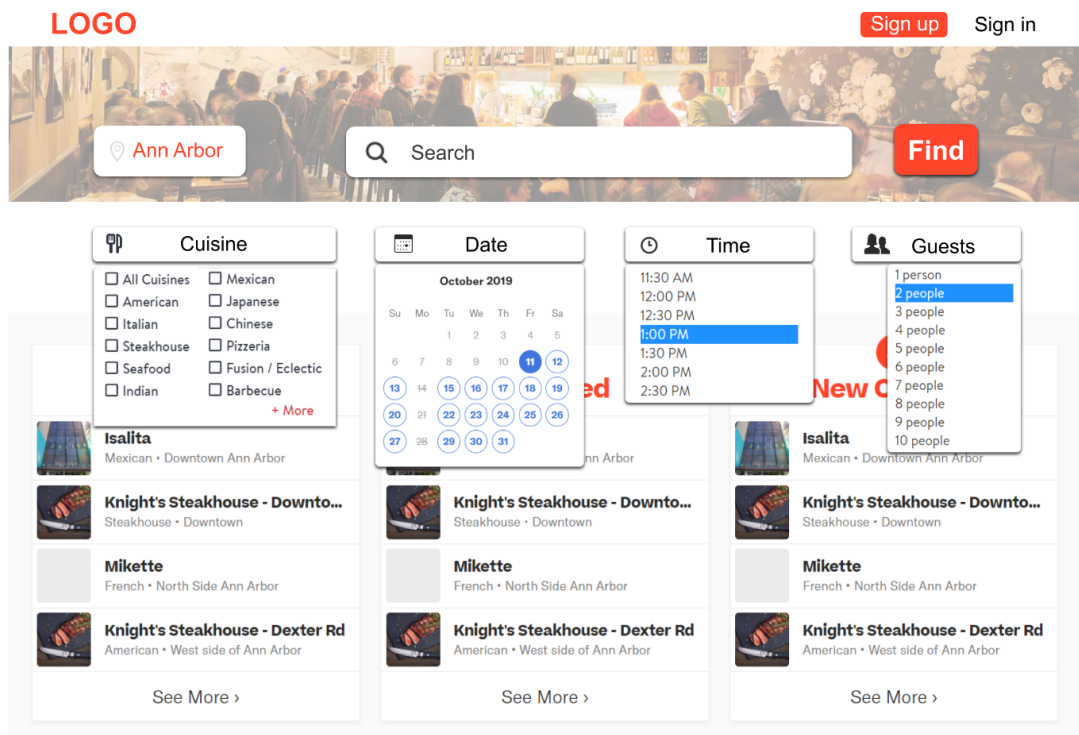 LOGO
Sign up
Sign in
Ann Arbor
Search
Find
Cuisine
All Cuisines
Mexican
American
Japanese
Italian
Chinese
Steakhouse
Pizzeria
Seafood
Fusion / Eclectic
Indian
Barbecue
+ More
Date
October 2019
Su Mo Tu We Th Fr Sa
1 2 3 4 5
6 7 8 9 10 11 12
13 14 15 16 17 18 19
20 21 22 23 24 25 26
27 28 29 30 31
Time
11:30 AM
12:00 PM
12:30 PM
1:00 PM
1:30 PM
2:00 PM
2:30 PM
Guests
1 person
2 people
3 people
4 people
5 people
6 people
7 people
8 people
9 people
10 people
Isalita
Mexican • Downtown Ann Arbor
Knight's Steakhouse - Downto...
Steakhouse • Downtown
Mikette
French • North Side Ann Arbor
Knight's Steakhouse - Dexter Rd
American • West side of Ann Arbor
See More ›
ed
nn Arbor
Knight's Steakhouse - Downto...
Steakhouse • Downtown
Mikette
French • North Side Ann Arbor
Knight's Steakhouse - Dexter Rd
American • West side of Ann Arbor
See More ›
New
Isalita
Mexican • Downtown Ann Arbor
Knight's Steakhouse - Downto...
Steakhouse • Downtown
Mikette
French • North Side Ann Arbor
Knight's Steakhouse - Dexter Rd
American • West side of Ann Arbor
See More ›